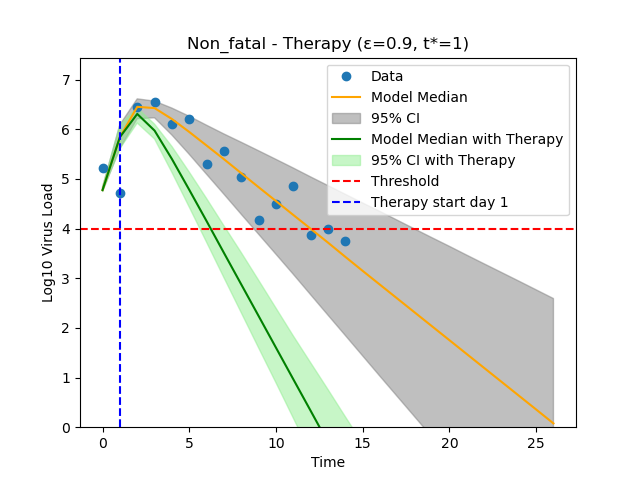 Non_fatal - Therapy (ε=0.9, t*=1)
Data
Model Median
95% CI
Model Median with Therapy
95% CI with Therapy
Threshold
Therapy start day 1
Log10 Virus Load
7
6
5
4
3
2
1
0
0 5 10 15 20 25
Time